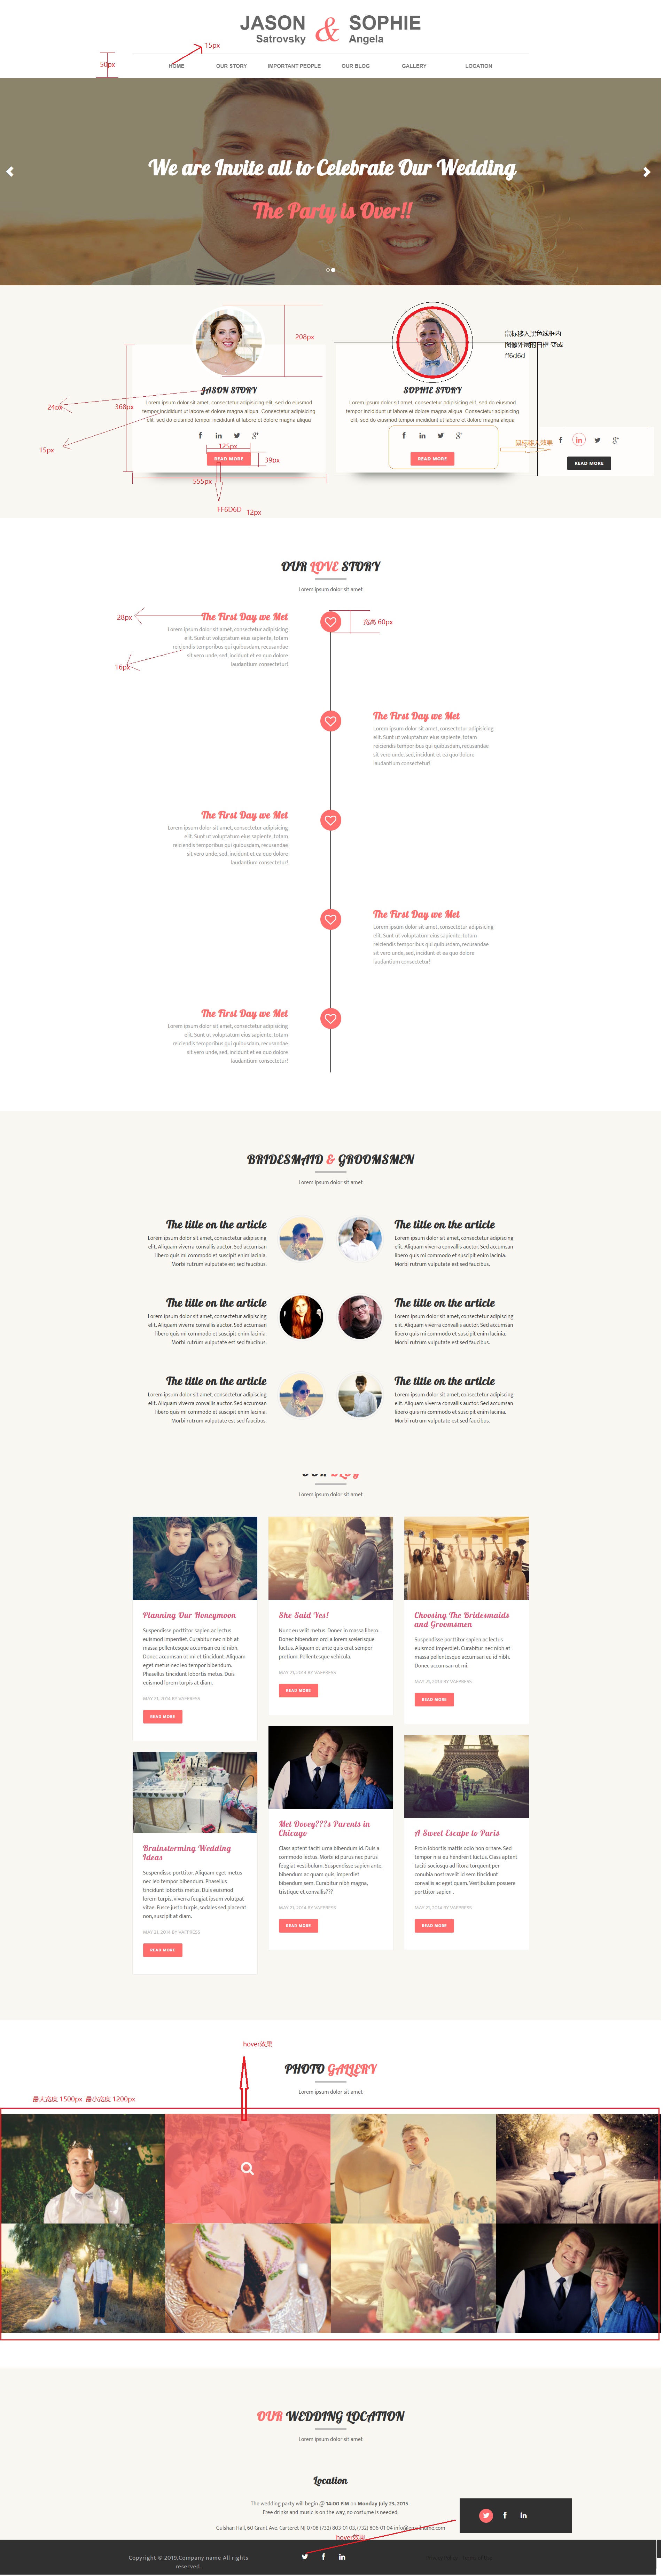 JASON & SOPHIE
Satrovsky Angela
15px
50px
HOME OUR STORY IMPORTANT PEOPLE OUR BLOG GALLERY LOCATION
We are Invite all to Celebrate Our Wedding
The Party is Over!!
208px
鼠标移入黑色线框内
图像外层的白框 变成
ff6d6d
JASON STORY
Lorem ipsum dolor sit amet, consectetur adipisicing elit, sed do eiusmod
tempor incididunt ut labore et dolore magna aliqua. Consectetur adipisicing
elit, sed do eiusmod tempor incididunt ut labore et dolore magna aliqua
SOPHIE STORY
Lorem ipsum dolor sit amet, consectetur adipisicing elit, sed do eiusmod
tempor incididunt ut labore et dolore magna aliqua. Consectetur adipisicing
elit, sed do eiusmod tempor incididunt ut labore et dolore magna aliqua
24px
368px
15px
125px
39px
READ MORE
READ MORE
鼠标移入效果
READ MORE
555px
FF6D6D
12px
OUR LOVE STORY
Lorem ipsum dolor sit amet
28px
The First Day we Met
宽高 60px
Lorem ipsum dolor sit amet, consectetur adipisicing
elit. Sunt ut voluptatum eius sapiente, totam
reiciendis temporibus qui quibusdam, recusandae
sit vero unde, sed, incidunt et ea quo dolore
laudantium consectetur!
16px
The First Day we Met
Lorem ipsum dolor sit amet, consectetur adipisicing
elit. Sunt ut voluptatum eius sapiente, totam
reiciendis temporibus qui quibusdam, recusandae
sit vero unde, sed, incidunt et ea quo dolore
laudantium consectetur!
The First Day we Met
Lorem ipsum dolor sit amet, consectetur adipisicing
elit. Sunt ut voluptatum eius sapiente, totam
reiciendis temporibus qui quibusdam, recusandae
sit vero unde, sed, incidunt et ea quo dolore
laudantium consectetur!
The First Day we Met
Lorem ipsum dolor sit amet, consectetur adipisicing
elit. Sunt ut voluptatum eius sapiente, totam
reiciendis temporibus qui quibusdam, recusandae
sit vero unde, sed, incidunt et ea quo dolore
laudantium consectetur!
The First Day we Met
Lorem ipsum dolor sit amet, consectetur adipisicing
elit. Sunt ut voluptatum eius sapiente, totam
reiciendis temporibus qui quibusdam, recusandae
sit vero unde, sed, incidunt et ea quo dolore
laudantium consectetur!
BRIDESMAID & GROOMSMEN
Lorem ipsum dolor sit amet
The title on the article
Lorem ipsum dolor sit amet, consectetur adipiscing
elit. Aliquam viverra convallis auctor. Sed accumsan
libero quis mi commodo et suscipit enim lacinia.
Morbi rutrum vulputate est sed faucibus.
The title on the article
Lorem ipsum dolor sit amet, consectetur adipiscing
elit. Aliquam viverra convallis auctor. Sed accumsan
libero quis mi commodo et suscipit enim lacinia.
Morbi rutrum vulputate est sed faucibus.
The title on the article
Lorem ipsum dolor sit amet, consectetur adipiscing
elit. Aliquam viverra convallis auctor. Sed accumsan
libero quis mi commodo et suscipit enim lacinia.
Morbi rutrum vulputate est sed faucibus.
The title on the article
Lorem ipsum dolor sit amet, consectetur adipiscing
elit. Aliquam viverra convallis auctor. Sed accumsan
libero quis mi commodo et suscipit enim lacinia.
Morbi rutrum vulputate est sed faucibus.
The title on the article
Lorem ipsum dolor sit amet, consectetur adipiscing
elit. Aliquam viverra convallis auctor. Sed accumsan
libero quis mi commodo et suscipit enim lacinia.
Morbi rutrum vulputate est sed faucibus.
The title on the article
Lorem ipsum dolor sit amet, consectetur adipiscing
elit. Aliquam viverra convallis auctor. Sed accumsan
libero quis mi commodo et suscipit enim lacinia.
Morbi rutrum vulputate est sed faucibus.
OUR BLOG
Lorem ipsum dolor sit amet
Planning Our Honeymoon
Suspendisse porttitor sapien ac lectus
euismod imperdiet. Curabitur nec nibh at
massa pellentesque accumsan eu id nibh.
Donec accumsan ut mi et tincidunt. Aliquam
eget metus nec leo tempor bibendum.
Phasellus tincidunt lobortis metus. Duis
euismod lorem turpis at diam.
MAY 21, 2014 BY VAFPRESS
READ MORE
She Said Yes!
Nunc eu velit metus. Donec in massa libero.
Donec bibendum orci a lorem scelerisque
luctus. Aliquam et ante quis erat semper
pretium. Pellentesque vehicula.
MAY 21, 2014 BY VAFPRESS
READ MORE
Choosing The Bridesmaids
and Groomsmen
Suspendisse porttitor sapien ac lectus
euismod imperdiet. Curabitur nec nibh at
massa pellentesque accumsan eu id nibh.
Donec accumsan ut mi.
MAY 21, 2014 BY VAFPRESS
READ MORE
Brainstorming Wedding
Ideas
Suspendisse porttitor. Aliquam eget metus
nec leo tempor bibendum. Phasellus
tincidunt lobortis metus. Duis euismod
lorem turpis, viverra feugiat ipsum volutpat
vitae. Fusce justo turpis, sodales sed placerat
non, suscipit at diam.
MAY 21, 2014 BY VAFPRESS
READ MORE
Met Dovey???s Parents in
Chicago
Class aptent taciti urna bibendum id. Duis a
commodo lectus. Morbi id purus nec purus
feugiat vestibulum. Suspendisse sapien ante,
bibendum ac quam quis, imperdiet
bibendum sem. Curabitur nibh magna,
tristique et convallis???
MAY 21, 2014 BY VAFPRESS
READ MORE
A Sweet Escape to Paris
Proin lobortis mattis odio non ornare. Sed
tempor nisi eu hendrerit luctus. Class aptent
taciti sociosqu ad litora torquent per
conubia nostravelit id sem tincidunt
convallis ac eget quam. Vestibulum posuere
porttitor sapien .
MAY 21, 2014 BY VAFPRESS
READ MORE
hover效果
PHOTO GALLERY
Lorem ipsum dolor sit amet
最大宽度 1500px 最小宽度 1200px
OUR WEDDING LOCATION
Lorem ipsum dolor sit amet
Location
The wedding party will begin @ 14:00 P.M on Monday July 23, 2015 .
Free drinks and music is on the way, no costume is needed.
Gulshan Hall, 60 Grant Ave. Carteret NJ 0708 (732) 803-01 03, (732) 806-01 04
hover效果
Copyright © 2019.Company name All rights
reserved.